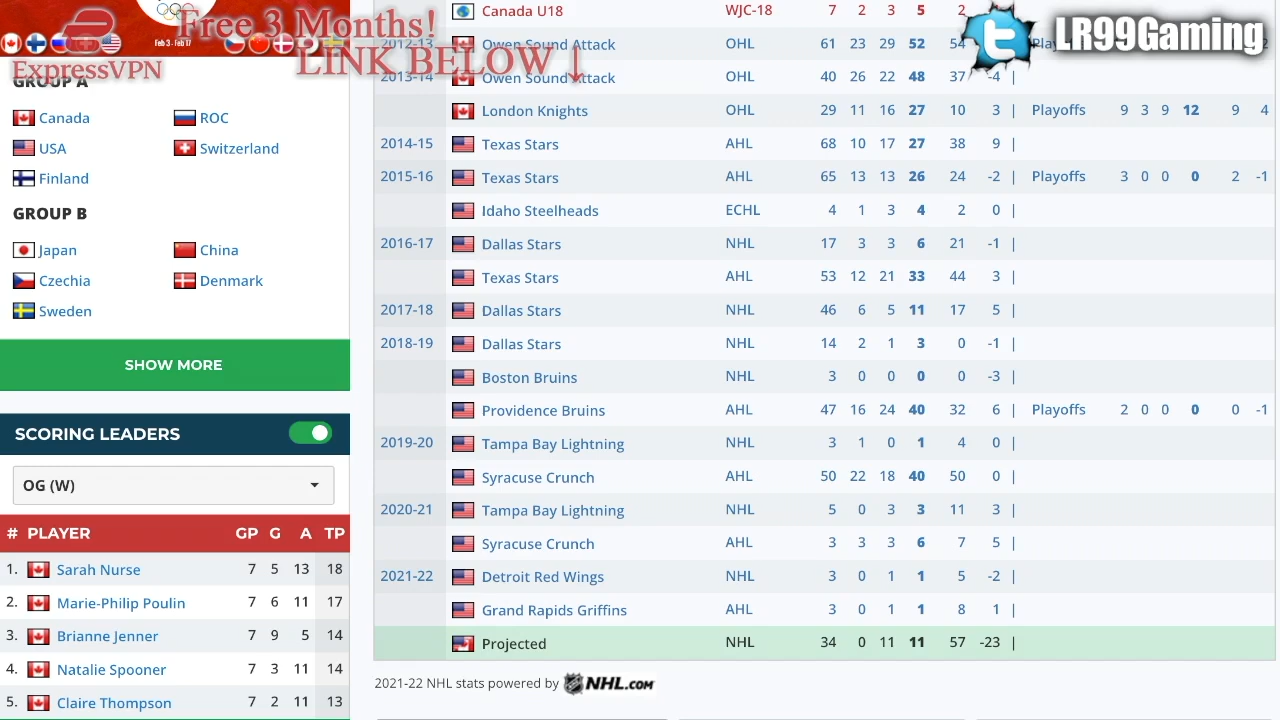 Feb 3 - Feb 17
Free 3 Months!
LINK BELOW ↓
ExpressVPN
LR99Gaming
GROUP A
Canada ROC
USA Switzerland
Finland
GROUP B
Japan China
Czechia Denmark
Sweden
SHOW MORE
SCORING LEADERS
OG (W)
# PLAYER GP G A TP
1. Sarah Nurse 7 5 13 18
2. Marie-Philip Poulin 7 6 11 17
3. Brianne Jenner 7 9 5 14
4. Natalie Spooner 7 3 11 14
5. Claire Thompson 7 2 11 13
Canada U18 WJC-18 7 2 3 5 2
2012-13 Owen Sound Attack OHL 61 23 29 52 54
2013-14 Owen Sound Attack OHL 40 26 22 48 37 -4 |
London Knights OHL 29 11 16 27 10 3 | Playoffs 9 3 9 12 9 4
2014-15 Texas Stars AHL 68 10 17 27 38 9 |
2015-16 Texas Stars AHL 65 13 13 26 24 -2 | Playoffs 3 0 0 0 2 -1
Idaho Steelheads ECHL 4 1 3 4 2 0 |
2016-17 Dallas Stars NHL 17 3 3 6 21 -1 |
Texas Stars AHL 53 12 21 33 44 3 |
2017-18 Dallas Stars NHL 46 6 5 11 17 5 |
2018-19 Dallas Stars NHL 14 2 1 3 0 -1 |
Boston Bruins NHL 3 0 0 0 0 -3 |
Providence Bruins AHL 47 16 24 40 32 6 | Playoffs 2 0 0 0 0 -1
2019-20 Tampa Bay Lightning NHL 3 1 0 1 4 0 |
Syracuse Crunch AHL 50 22 18 40 50 0 |
2020-21 Tampa Bay Lightning NHL 5 0 3 3 11 3 |
Syracuse Crunch AHL 3 3 3 6 7 5 |
2021-22 Detroit Red Wings NHL 3 0 1 1 5 -2 |
Grand Rapids Griffins AHL 3 0 1 1 8 1 |
Projected NHL 34 0 11 11 57 -23 |
2021-22 NHL stats powered by NHL.COM